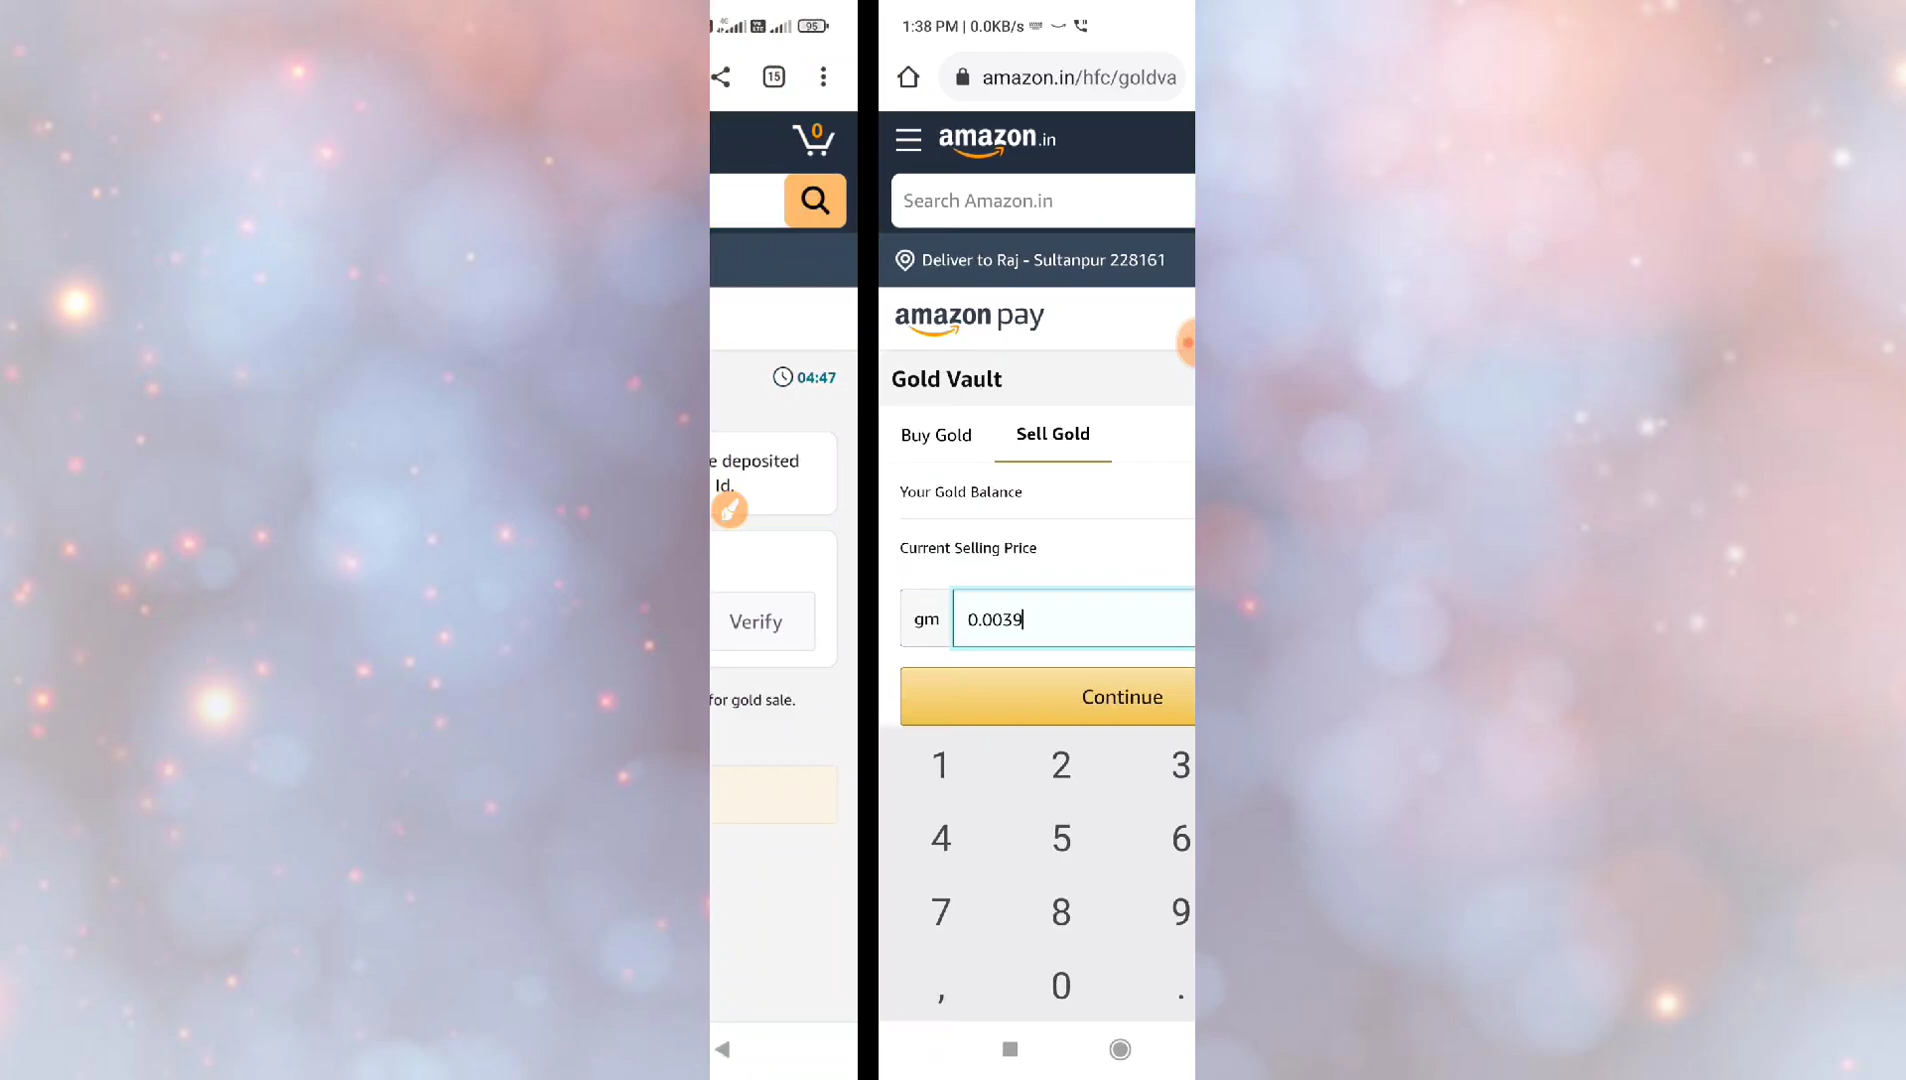 95
15
0
04:47
e deposited
Id.
Verify
for gold sale.
1:38 PM | 0.0KB/s
amazon.in/hfc/goldva
amazon.in
Search Amazon.in
Deliver to Raj - Sultanpur 228161
amazon pay
Gold Vault
Buy Gold Sell Gold
Your Gold Balance
Current Selling Price
gm 0.0039
Continue
1 2 3
4 5 6
7 8 9
, 0 .